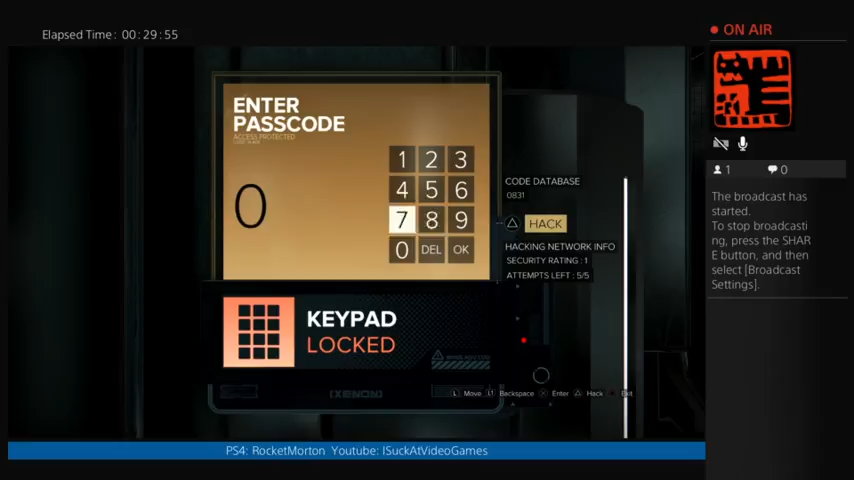 Elapsed Time: 00:29:55
ON AIR
ENTER
PASSCODE
ACCESS PROTECTED
0
1 2 3
4 5 6
7 8 9
0 DEL OK
CODE DATABASE
0831
HACK
HACKING NETWORK INFO
SECURITY RATING : 1
ATTEMPTS LEFT : 5/5
KEYPAD
LOCKED
[XENON]
L Move L1 Backspace Enter Hack Exit
1 0
The broadcast has
started.
To stop broadcasti
ng, press the SHAR
E button, and then
select [Broadcast
Settings].
PS4: RocketMorton Youtube: ISuckAtVideoGames